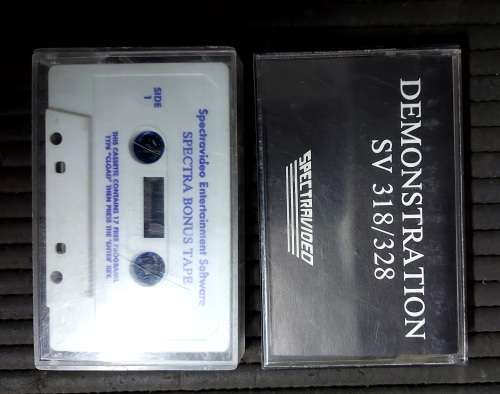 Spectravideo Entertainment Software
SPECTRA BONUS TAPE
SIDE
1
THIS CASSETTE CONTAINS 17 FREE PROGRAMS.
TYPE "CLOAD" THEN PRESS THE 'ENTER' KEY.
DEMONSTRATION
SV 318/328
SPECTRAVIDEO